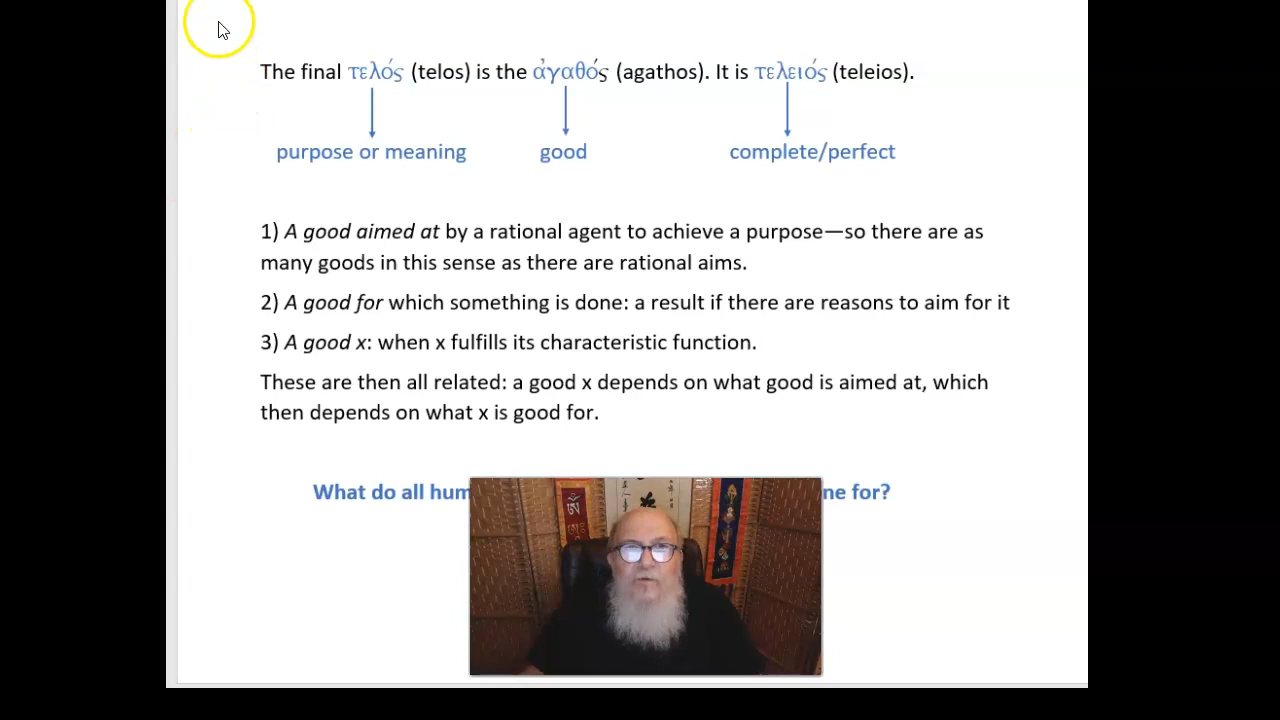 The final τελός (telos) is the ἀγαθός (agathos). It is τελειός (teleios).
purpose or meaning good complete/perfect
1) A good aimed at by a rational agent to achieve a purpose—so there are as
many goods in this sense as there are rational aims.
2) A good for which something is done: a result if there are reasons to aim for it
3) A good x: when x fulfills its characteristic function.
These are then all related: a good x depends on what good is aimed at, which
then depends on what x is good for.
What do all for?